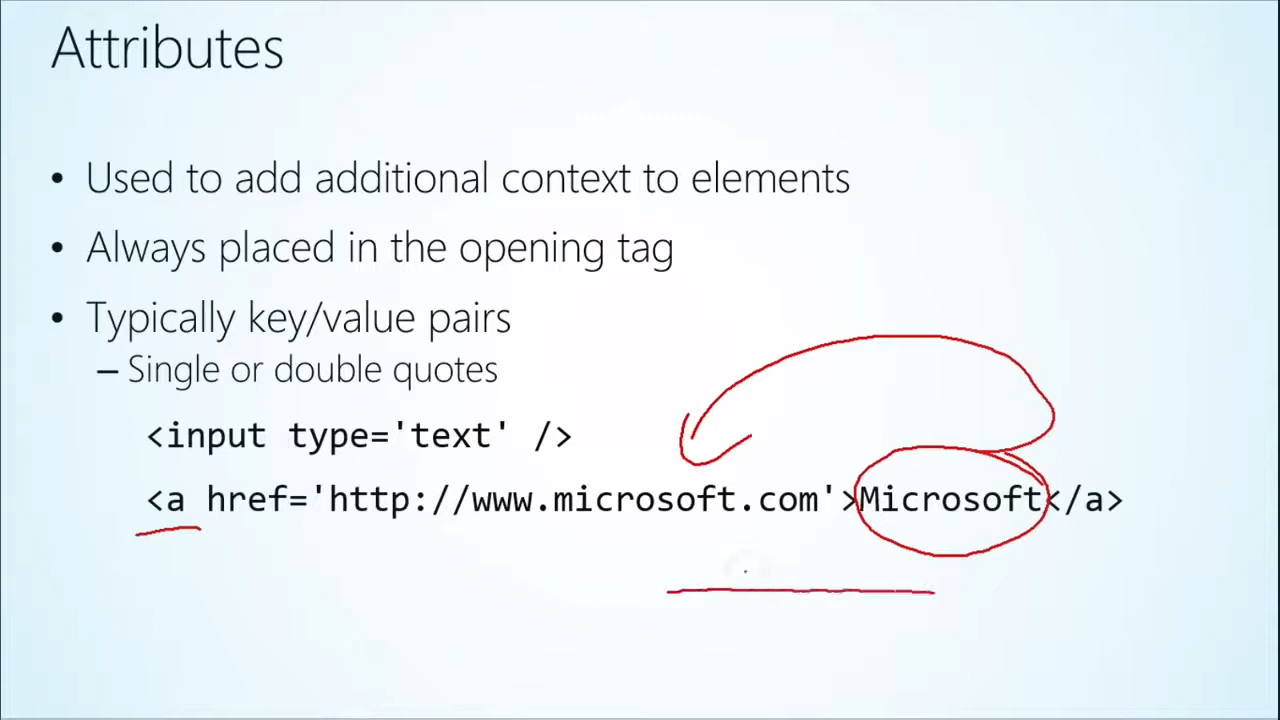 Attributes
• Used to add additional context to elements
• Always placed in the opening tag
• Typically key/value pairs
– Single or double quotes
<input type='text' />
<a href='http://www.microsoft.com'>Microsoft</a>